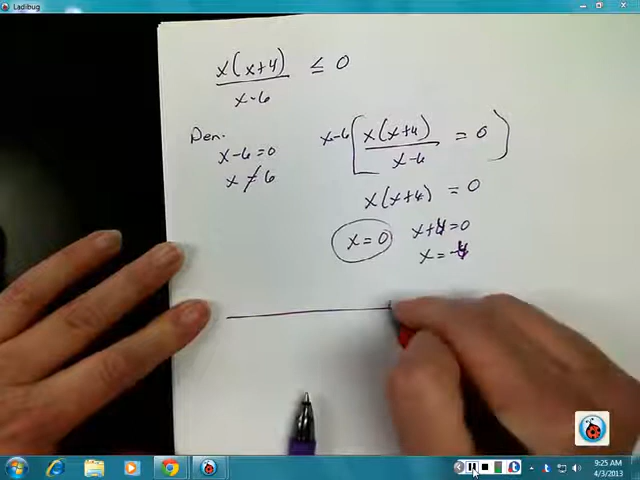 Ladibug
x(x+4)
x-6
≤ 0
Den.
x-6=0
x≠6
x-6[x(x+4)
x-6
= 0)
x(x+4) = 0
x=0
x+4=0
x=-4
9:25 AM
4/3/2013